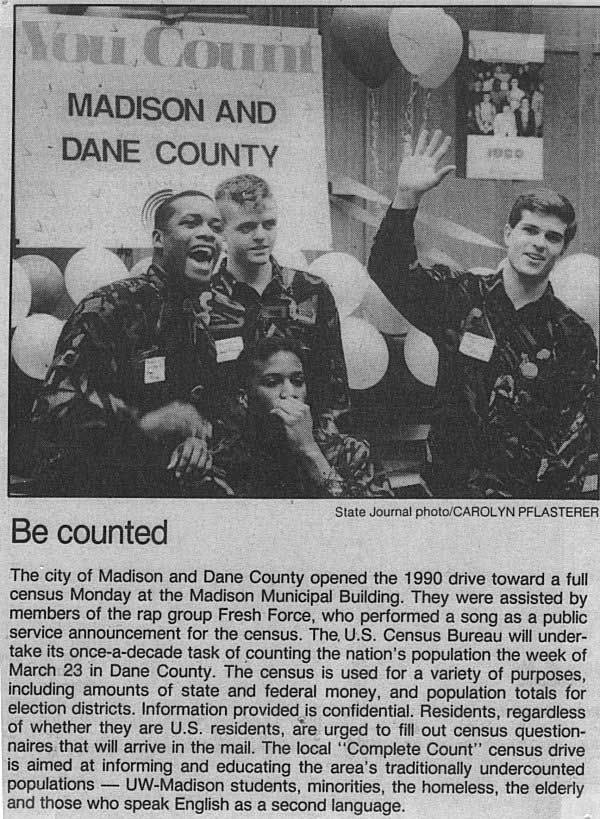 You Count
MADISON AND
DANE COUNTY
1990
State Journal photo/CAROLYN PFLASTERER
Be counted
The city of Madison and Dane County opened the 1990 drive toward a full
census Monday at the Madison Municipal Building. They were assisted by
members of the rap group Fresh Force, who performed a song as a public
service announcement for the census. The U.S. Census Bureau will under-
take its once-a-decade task of counting the nation's population the week of
March 23 in Dane County. The census is used for a variety of purposes,
including amounts of state and federal money, and population totals for
election districts. Information provided is confidential. Residents, regardless
of whether they are U.S. residents, are urged to fill out census question-
naires that will arrive in the mail. The local "Complete Count" census drive
is aimed at informing and educating the area's traditionally undercounted
populations — UW-Madison students, minorities, the homeless, the elderly
and those who speak English as a second language.